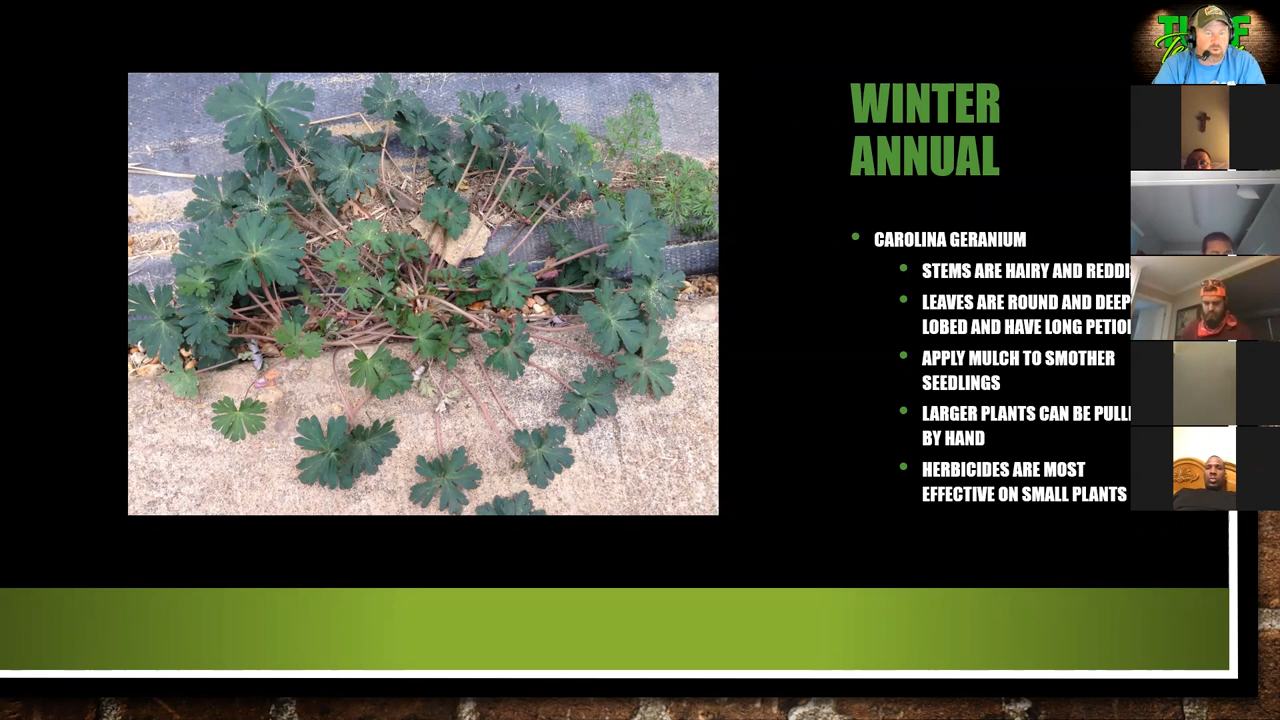 WINTER
ANNUAL
CAROLINA GERANIUM
STEMS ARE HAIRY AND
LEAVES ARE ROUND AND
LOBED AND HAVE LONG
APPLY MULCH TO SMOTHER
SEEDLINGS
LARGER PLANTS CAN BE
BY HAND
HERBICIDES ARE MOST
EFFECTIVE ON SMALL PLANTS